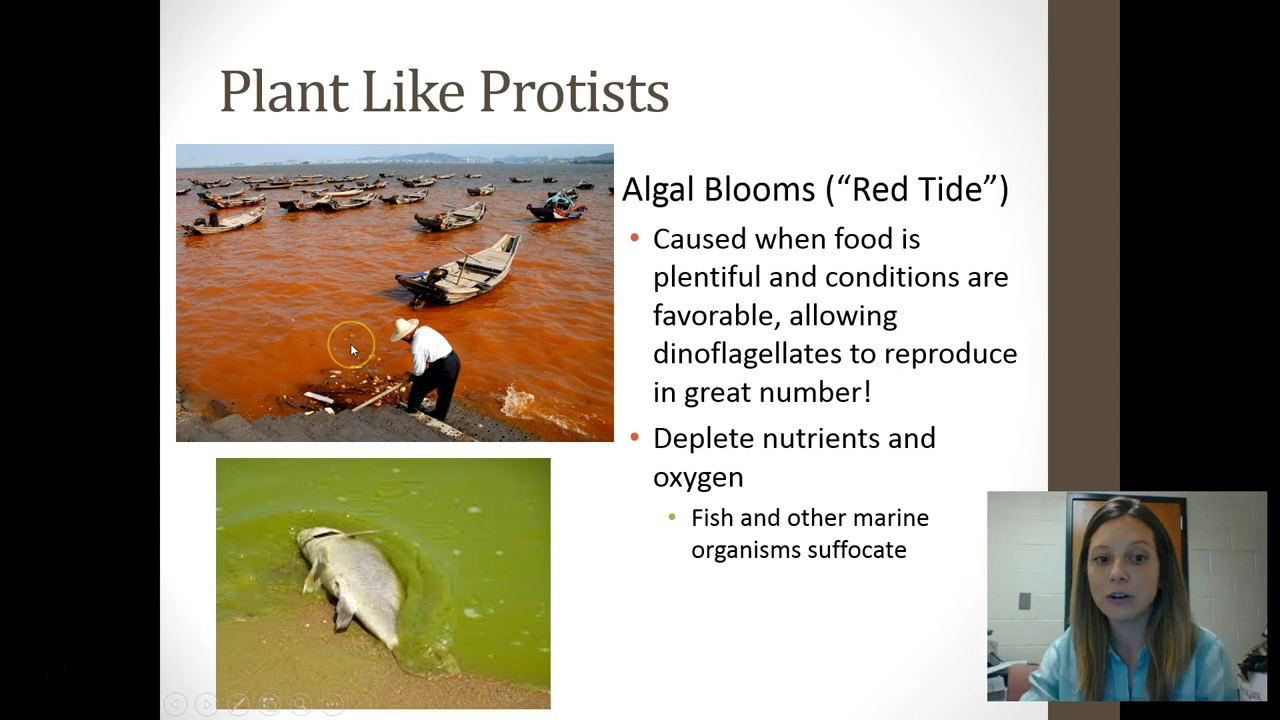 Plant Like Protists
Algal Blooms (“Red Tide”)
• Caused when food is
plentiful and conditions are
favorable, allowing
dinoflagellates to reproduce
in great number!
• Deplete nutrients and
oxygen
• Fish and other marine
organisms suffocate